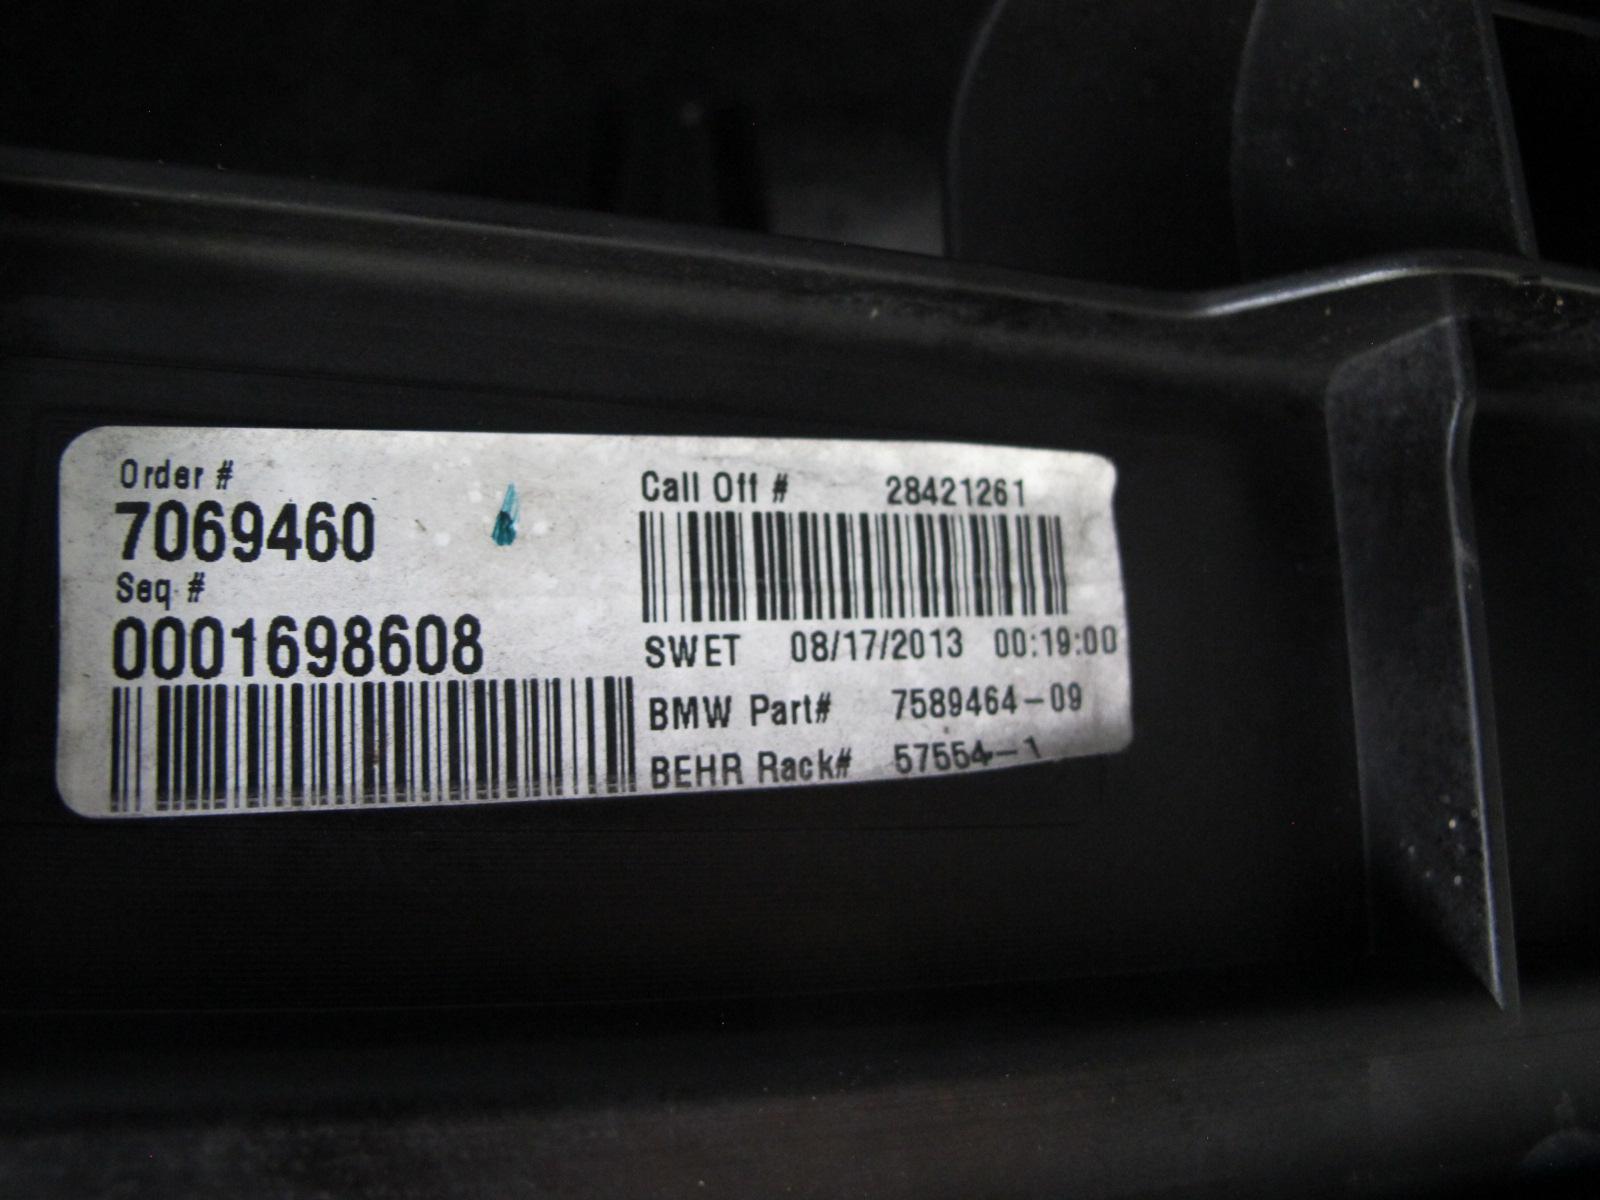 Order #
7069460
Seq #
0001698608
Call Off # 28421261
SWET 08/17/2013 00:19:00
BMW Part# 7589464-09
BEHR Rack# 57554-1